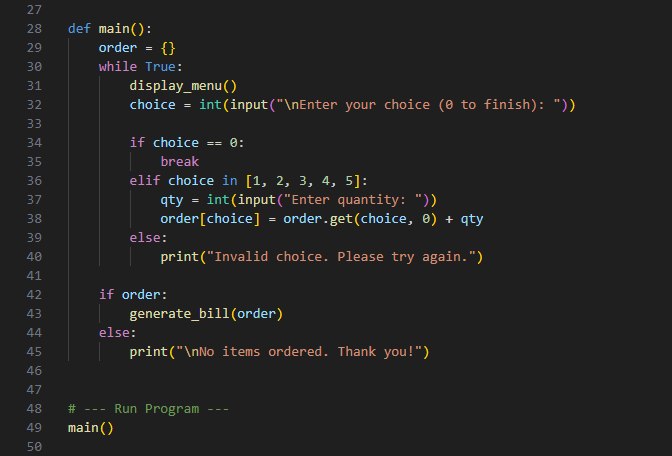 27
28 def main():
29     order = {}
30     while True:
31         display_menu()
32         choice = int(input("\nEnter your choice (0 to finish): "))
33
34         if choice == 0:
35             break
36         elif choice in [1, 2, 3, 4, 5]:
37             qty = int(input("Enter quantity: "))
38             order[choice] = order.get(choice, 0) + qty
39         else:
40             print("Invalid choice. Please try again.")
41
42     if order:
43         generate_bill(order)
44     else:
45         print("\nNo items ordered. Thank you!")
46
47
48 # --- Run Program ---
49 main()
50